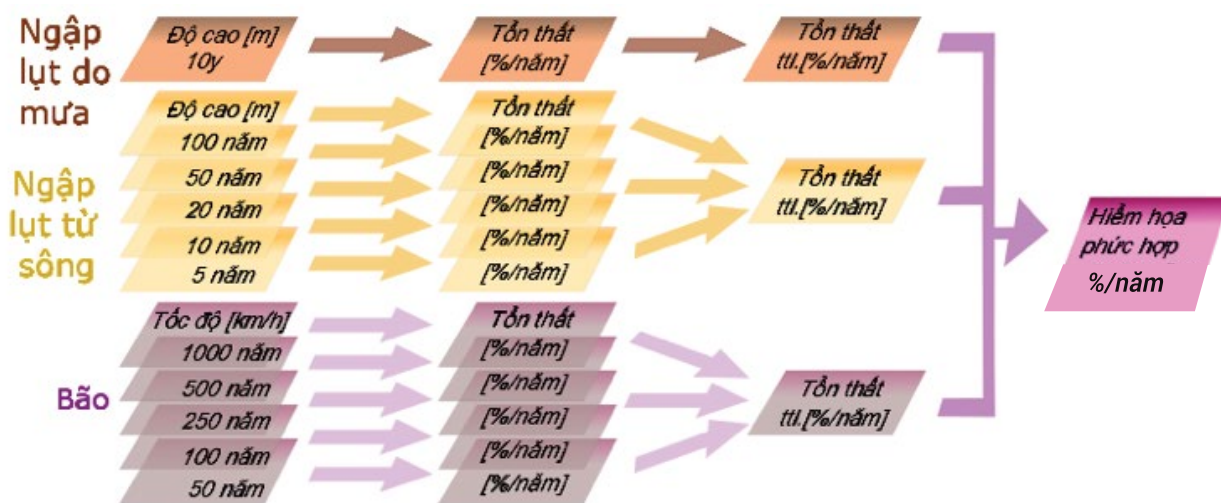 Ngập
lụt do
mưa
Độ cao [m]
10y
Tổn thất
[%/năm]
Tổn thất
ttl.[%/năm]
Ngập
lụt từ
sông
Độ cao [m]
100 năm
50 năm
20 năm
10 năm
5 năm
Tổn thất
[%/năm]
[%/năm]
[%/năm]
[%/năm]
[%/năm]
Tổn thất
ttl.[%/năm]
Bão
Tốc độ [km/h]
1000 năm
500 năm
250 năm
100 năm
50 năm
Tổn thất
[%/năm]
[%/năm]
[%/năm]
[%/năm]
[%/năm]
Tổn thất
ttl.[%/năm]
Hiểm họa
phức hợp
%/năm